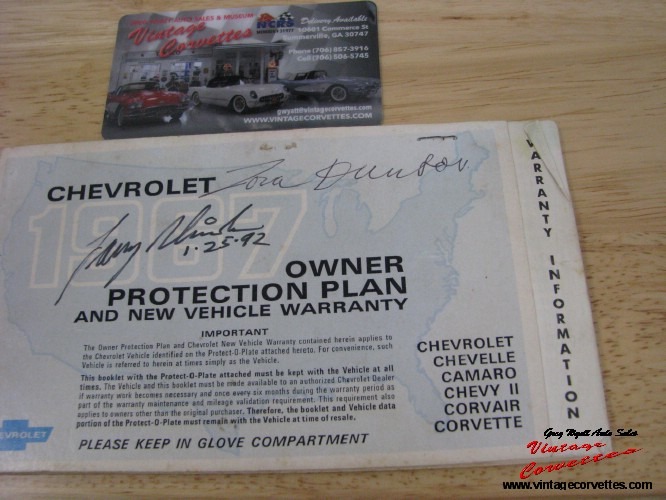 SALES & MUSEUM
Vintage
Corvettes
NCRS
Delivery Available
10601 Commerce St
Summerville, GA 30747
Phone (706) 857-3916
Cell (706) 506-5745
gwyatt@vintagecorvettes.com
WWW.VINTAGECORVETTES.COM
CHEVROLET
Zora Duntov
1967
1·25·92
OWNER
PROTECTION PLAN
AND NEW VEHICLE WARRANTY
IMPORTANT
The Owner Protection Plan and Chevrolet New Vehicle Warranty contained herein applies to
the Chevrolet Vehicle identified on the Protect-O-Plate attached hereto. For convenience, such
Vehicle is referred to herein at times simply as the Vehicle.
This booklet with the Protect-O-Plate attached must be kept with the Vehicle at all
times. The Vehicle and this booklet must be made available to an authorized Chevrolet Dealer
if warranty work becomes necessary and once every six months during the warranty period as
part of the warranty maintenance and mileage validation requirement. This requirement also
applies to owners other than the original purchaser. Therefore, the booklet and Vehicle data
portion of the Protect-O-Plate must remain with the Vehicle at time of resale.
PLEASE KEEP IN GLOVE COMPARTMENT
CHEVROLET
CHEVELLE
CAMARO
CHEVY II
CORVAIR
CORVETTE
WARRANTY INFORMATION
Greg Wyatt Auto Sales
Vintage
Corvettes
www.vintagecorvettes.com